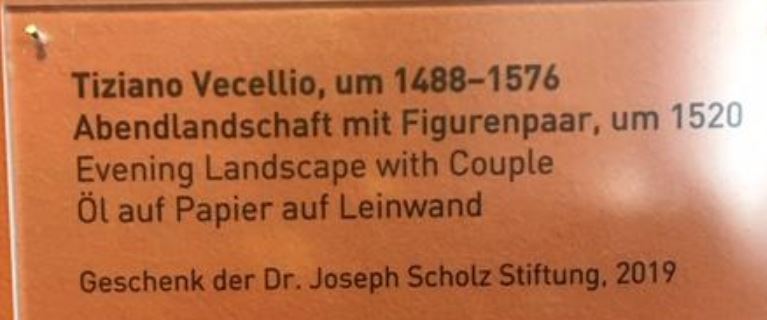 Tiziano Vecellio, um 1488–1576
Abendlandschaft mit Figurenpaar, um 1520
Evening Landscape with Couple
Öl auf Papier auf Leinwand
Geschenk der Dr. Joseph Scholz Stiftung, 2019